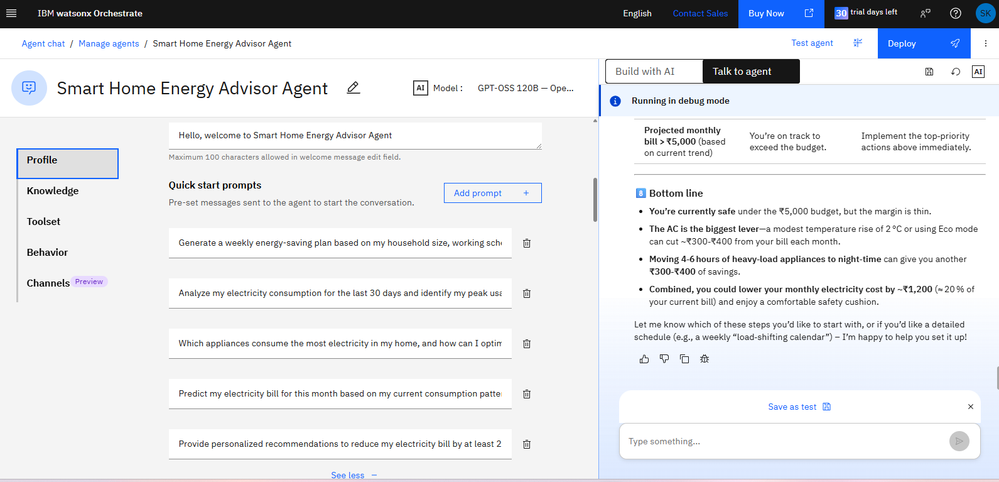 IBM watsonx Orchestrate
English
Contact Sales
Buy Now
30 trial days left
SK
Agent chat / Manage agents / Smart Home Energy Advisor Agent
Test agent
Deploy
Smart Home Energy Advisor Agent
AI Model :
GPT-OSS 120B — Ope...
Profile
Knowledge
Toolset
Behavior
Channels Preview
Hello, welcome to Smart Home Energy Advisor Agent
Maximum 100 characters allowed in welcome message edit field.
Quick start prompts
Pre-set messages sent to the agent to start the conversation.
Add prompt +
Generate a weekly energy-saving plan based on my household size, working sche
Analyze my electricity consumption for the last 30 days and identify my peak usa
Which appliances consume the most electricity in my home, and how can I optim
Predict my electricity bill for this month based on my current consumption patter
Provide personalized recommendations to reduce my electricity bill by at least 2
See less −
Build with AI
Talk to agent
AI
Running in debug mode
Projected monthly
bill > ₹5,000 (based
on current trend)
You’re on track to
exceed the budget.
Implement the top-priority
actions above immediately.
8 Bottom line
• You’re currently safe under the ₹5,000 budget, but the margin is thin.
• The AC is the biggest lever—a modest temperature rise of 2 °C or using Eco mode
can cut ~₹300-₹400 from your bill each month.
• Moving 4-6 hours of heavy-load appliances to night-time can give you another
₹300-₹400 of savings.
• Combined, you could lower your monthly electricity cost by ~₹1,200 (≈ 20 % of
your current bill) and enjoy a comfortable safety cushion.
Let me know which of these steps you’d like to start with, or if you’d like a detailed
schedule (e.g., a weekly “load-shifting calendar”) – I’m happy to help you set it up!
Save as test
Type something...